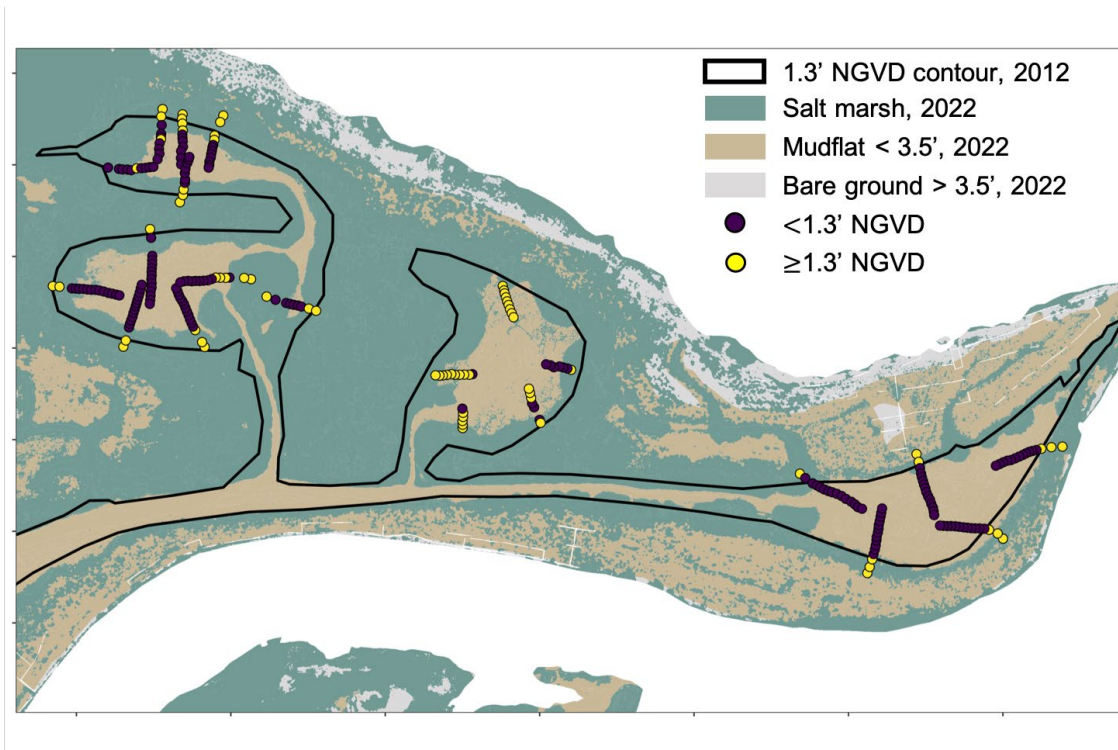 1.3' NGVD contour, 2012
Salt marsh, 2022
Mudflat < 3.5', 2022
Bare ground > 3.5', 2022
<1.3' NGVD
≥1.3' NGVD